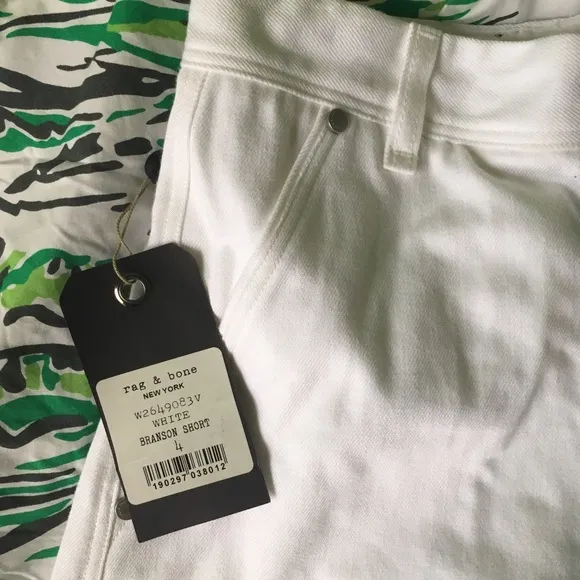 rag & bone
NEW YORK
W2649083V
WHITE
BRANSON SHORT
4
190297 038012